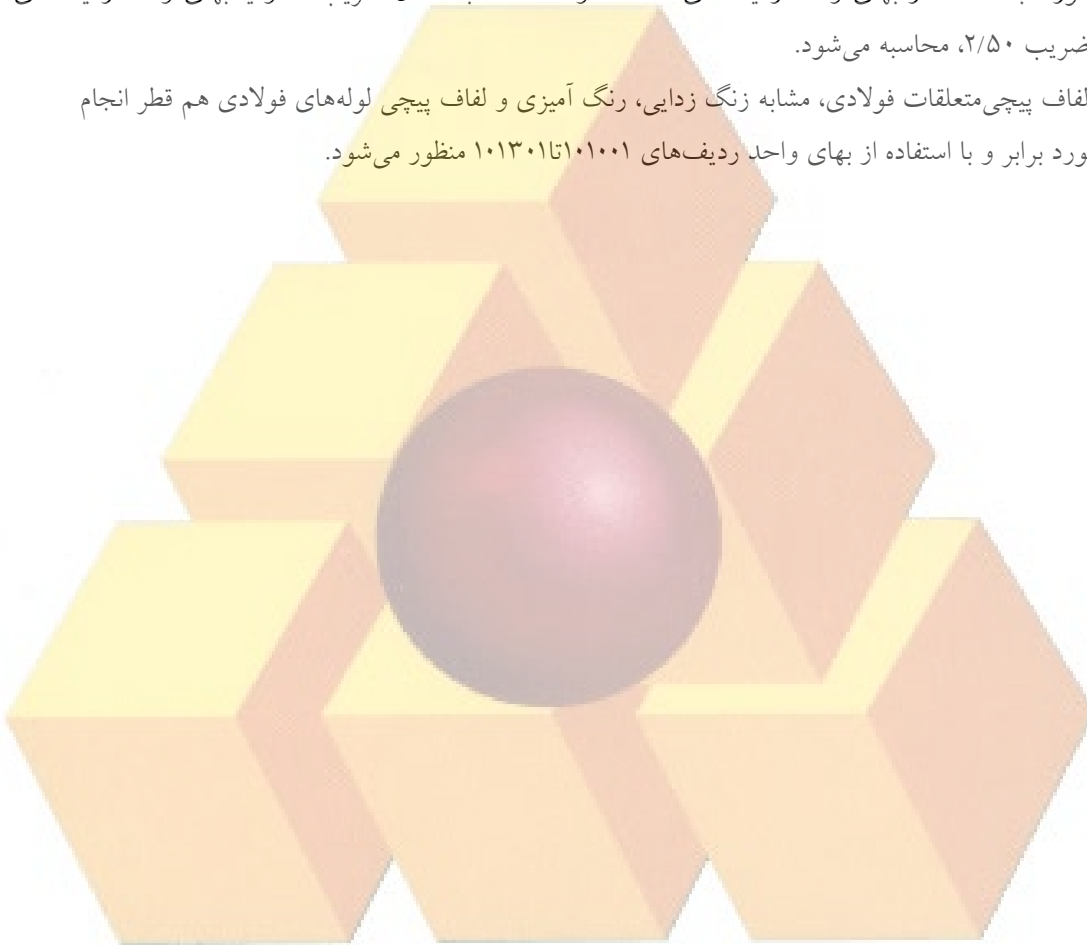 ضریب ۲/۵۰، محاسبه می‌شود.
لفاف پیچی‌متعلقات فولادی، مشابه زنگ زدایی، رنگ آمیزی و لفاف پیچی لوله‌های فولادی هم قطر انجام
ورد برابر و با استفاده از بهای واحد ردیف‌های ۱۰۱۰۰۱تا۱۰۱۳۰۱ منظور می‌شود.